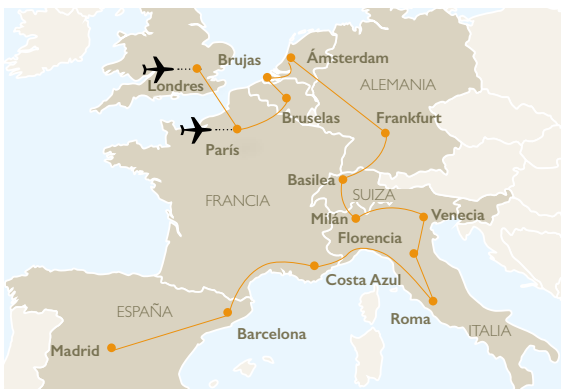 Brujas
Ámsterdam
Londres
ALEMANIA
Bruselas
Frankfurt
París
Basilea
SUIZA
FRANCIA
Milán
Venecia
Florencia
Costa Azul
ESPAÑA
Roma
Barcelona
ITALIA
Madrid